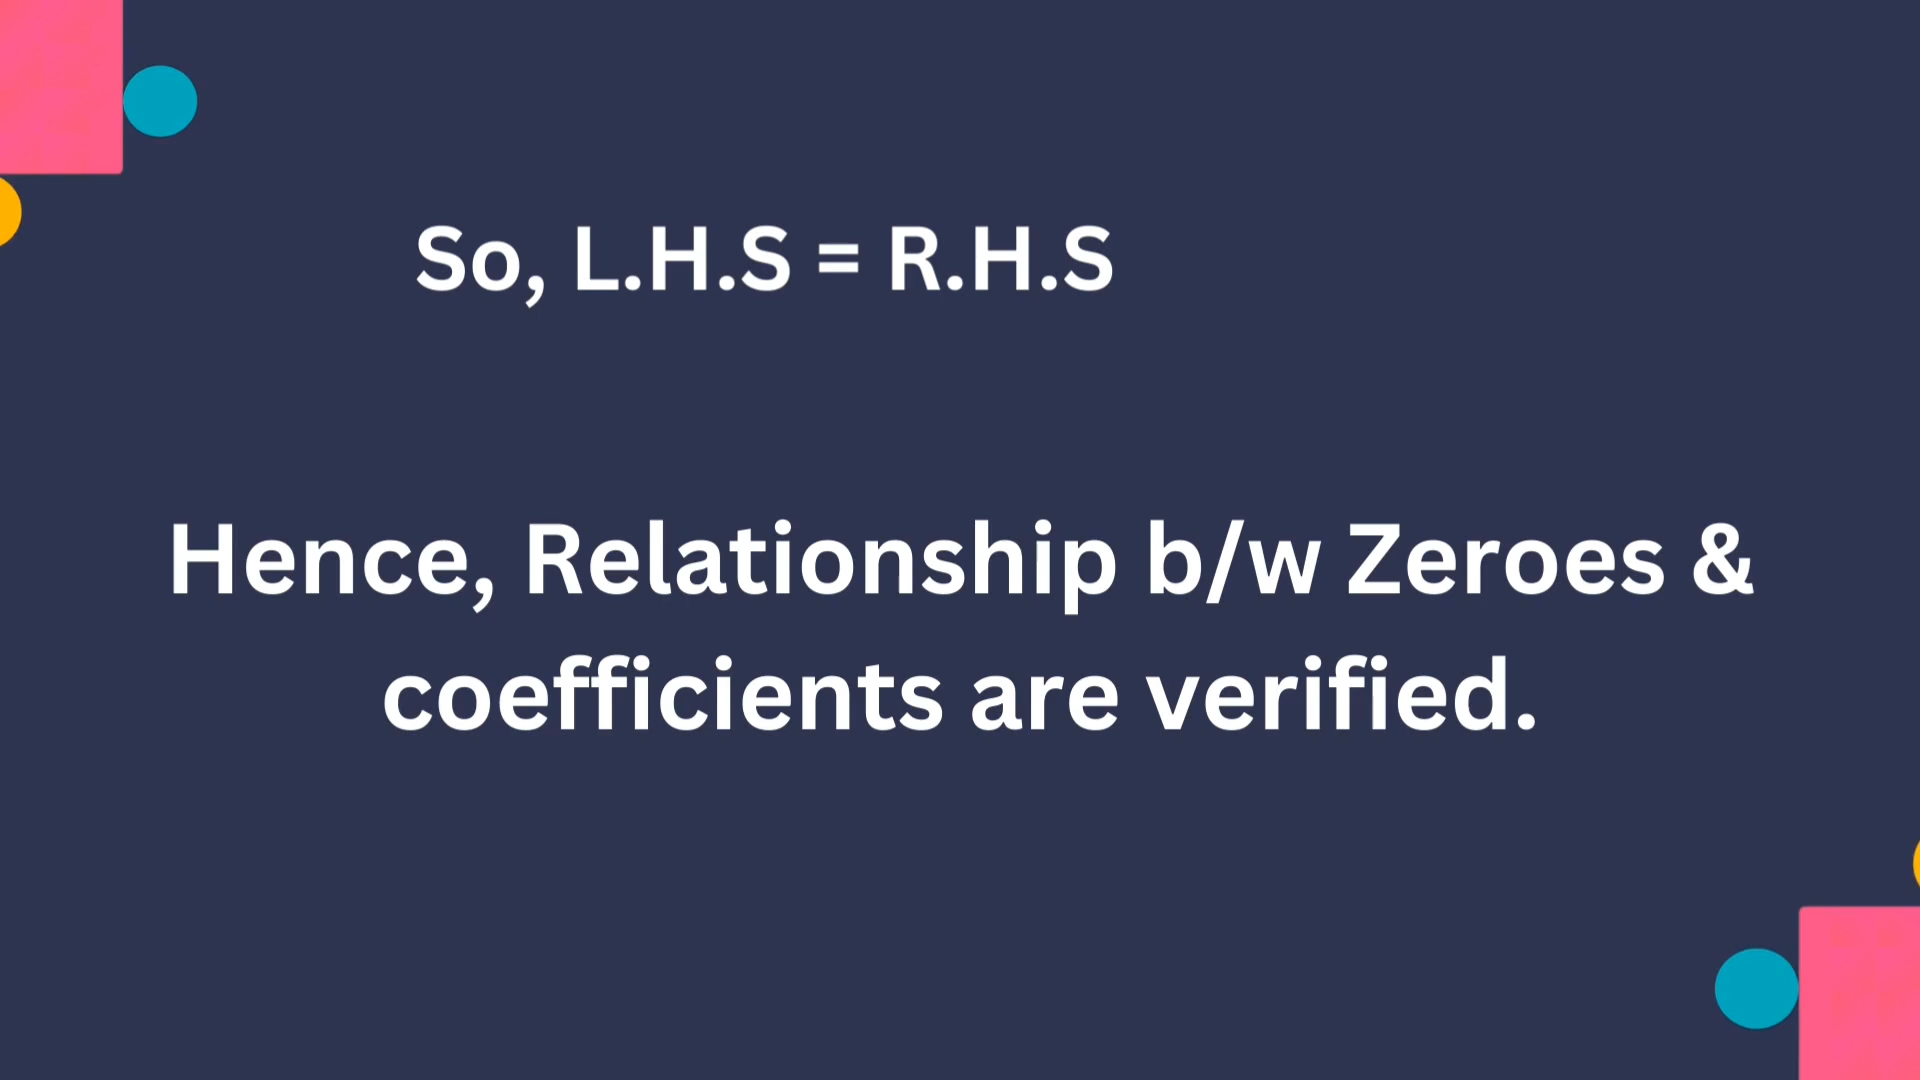 So, L.H.S = R.H.S
Hence, Relationship b/w Zeroes &
coefficients are verified.